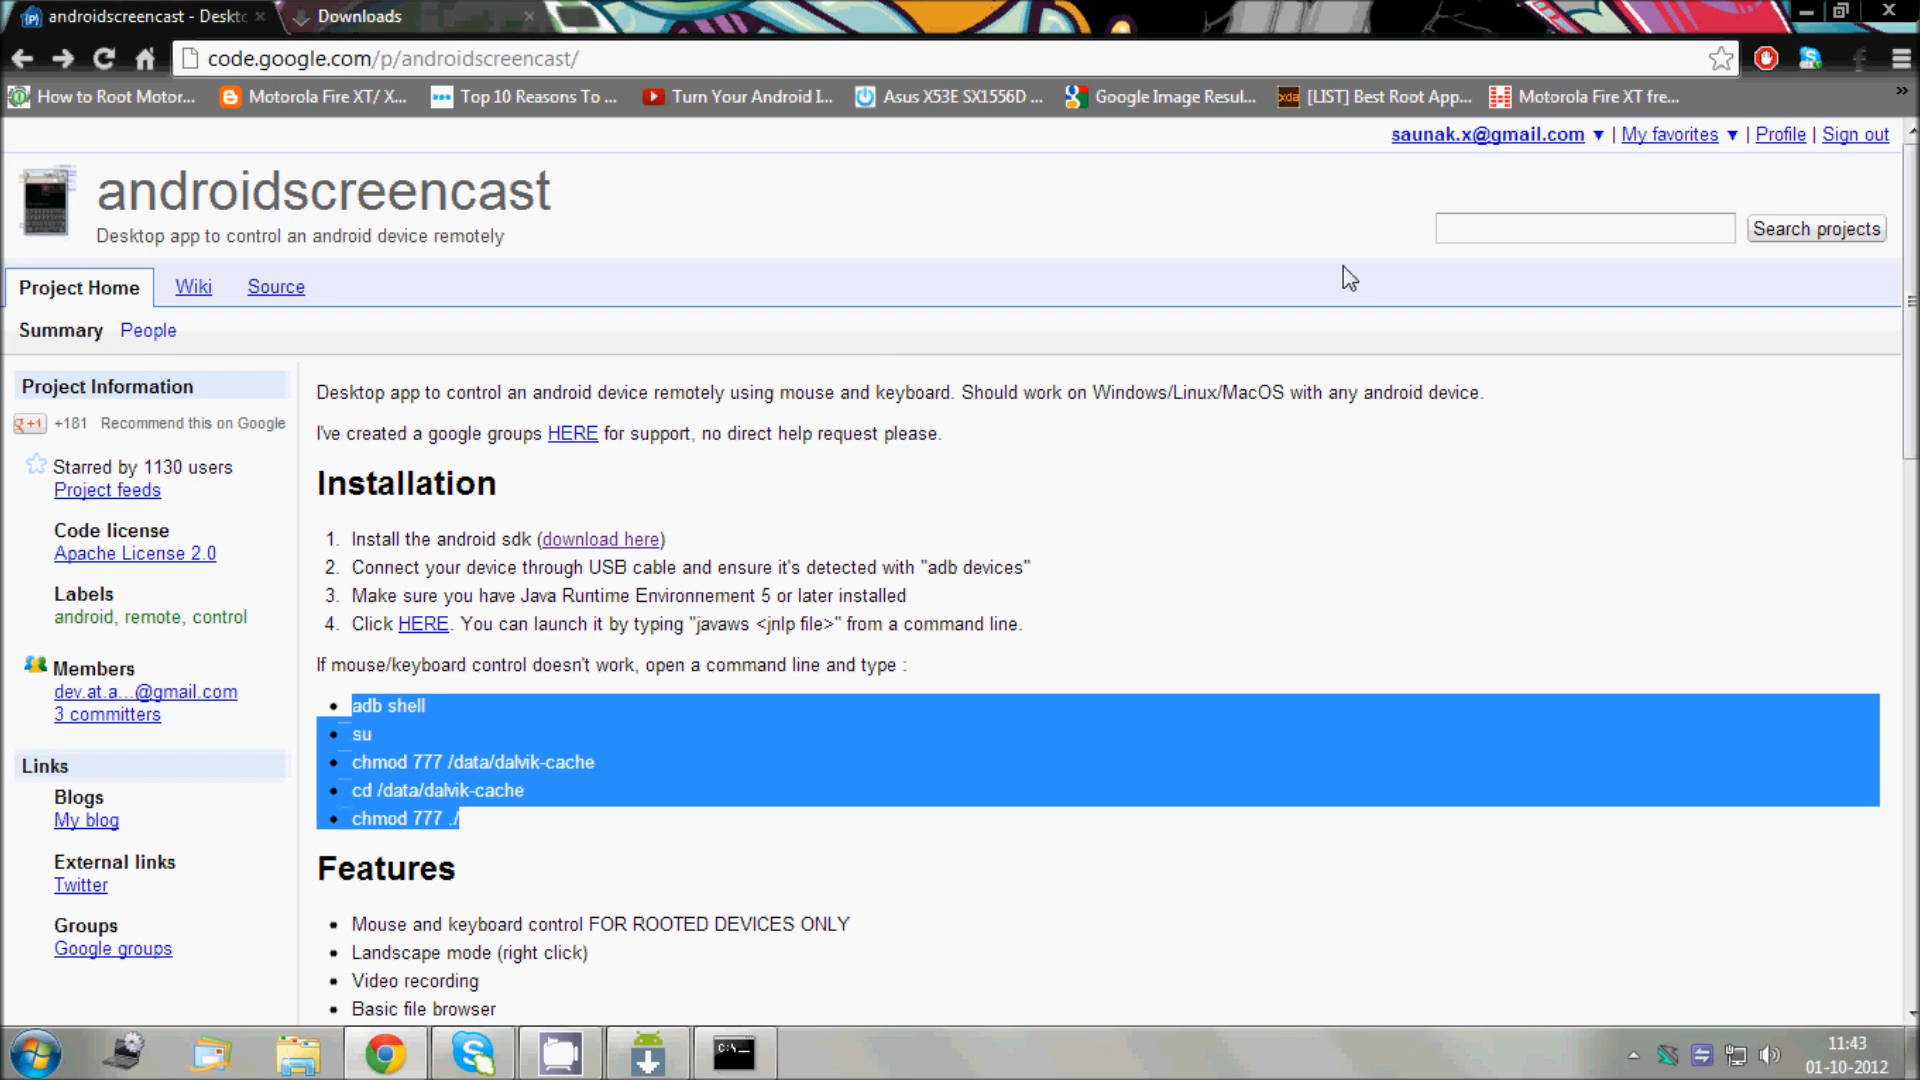 androidscreencast - Deskto
Downloads
code.google.com/p/androidscreencast/
How to Root Motor...
Motorola Fire XT/ X...
Top 10 Reasons To ...
Turn Your Android I...
Asus X53E SX1556D ...
Google Image Resul...
xda
[LIST] Best Root App...
Motorola Fire XT fre...
saunak.x@gmail.com ▼ | My favorites ▼ | Profile | Sign out
androidscreencast
Desktop app to control an android device remotely
Search projects
Project Home
Wiki
Source
Summary
People
Project Information
+1
+181 Recommend this on Google
Starred by 1130 users
Project feeds
Code license
Apache License 2.0
Labels
android, remote, control
Members
dev.at.a...@gmail.com
3 committers
Links
Blogs
My blog
External links
Twitter
Groups
Google groups
Desktop app to control an android device remotely using mouse and keyboard. Should work on Windows/Linux/MacOS with any android device.
I've created a google groups HERE for support, no direct help request please.
Installation
1. Install the android sdk (download here)
2. Connect your device through USB cable and ensure it's detected with "adb devices"
3. Make sure you have Java Runtime Environnement 5 or later installed
4. Click HERE. You can launch it by typing "javaws <jnlp file>" from a command line.
If mouse/keyboard control doesn't work, open a command line and type :
• adb shell
• su
• chmod 777 /data/dalvik-cache
• cd /data/dalvik-cache
• chmod 777 ./
Features
• Mouse and keyboard control FOR ROOTED DEVICES ONLY
• Landscape mode (right click)
• Video recording
• Basic file browser
C:\_
11:43
01-10-2012